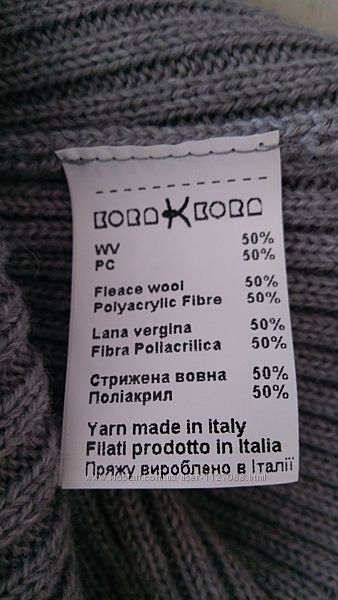 BORA K BORA
WV 50%
PC 50%
Fleace wool 50%
Polyacrylic Fibre 50%
Lana vergina 50%
Fibra Poliacrilica 50%
Стрижена вовна 50%
Поліакрил 50%
Yarn made in italy
Filati prodotto in Italia
Пряжу вироблено в Італії